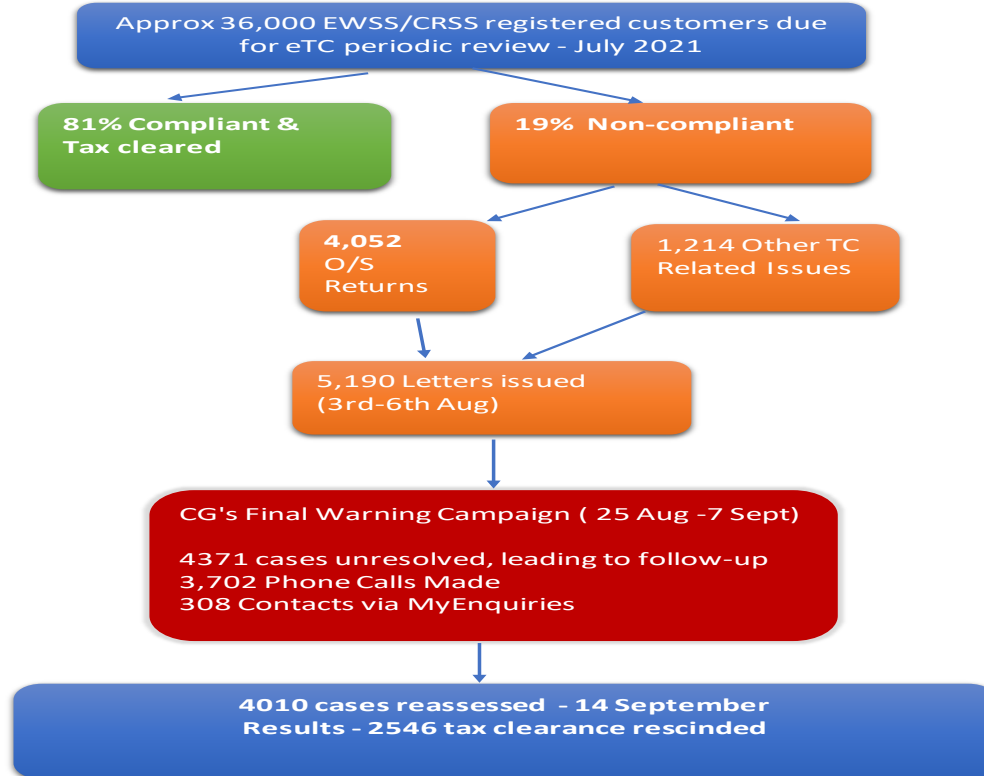 Approx 36,000 EWSS/CRSS registered customers due
for eTC periodic review - July 2021
81% Compliant &
Tax cleared
19% Non-compliant
4,052
O/S
Returns
1,214 Other TC
Related Issues
5,190 Letters issued
(3rd-6th Aug)
CG's Final Warning Campaign ( 25 Aug -7 Sept)
4371 cases unresolved, leading to follow-up
3,702 Phone Calls Made
308 Contacts via MyEnquiries
4010 cases reassessed - 14 September
Results - 2546 tax clearance rescinded